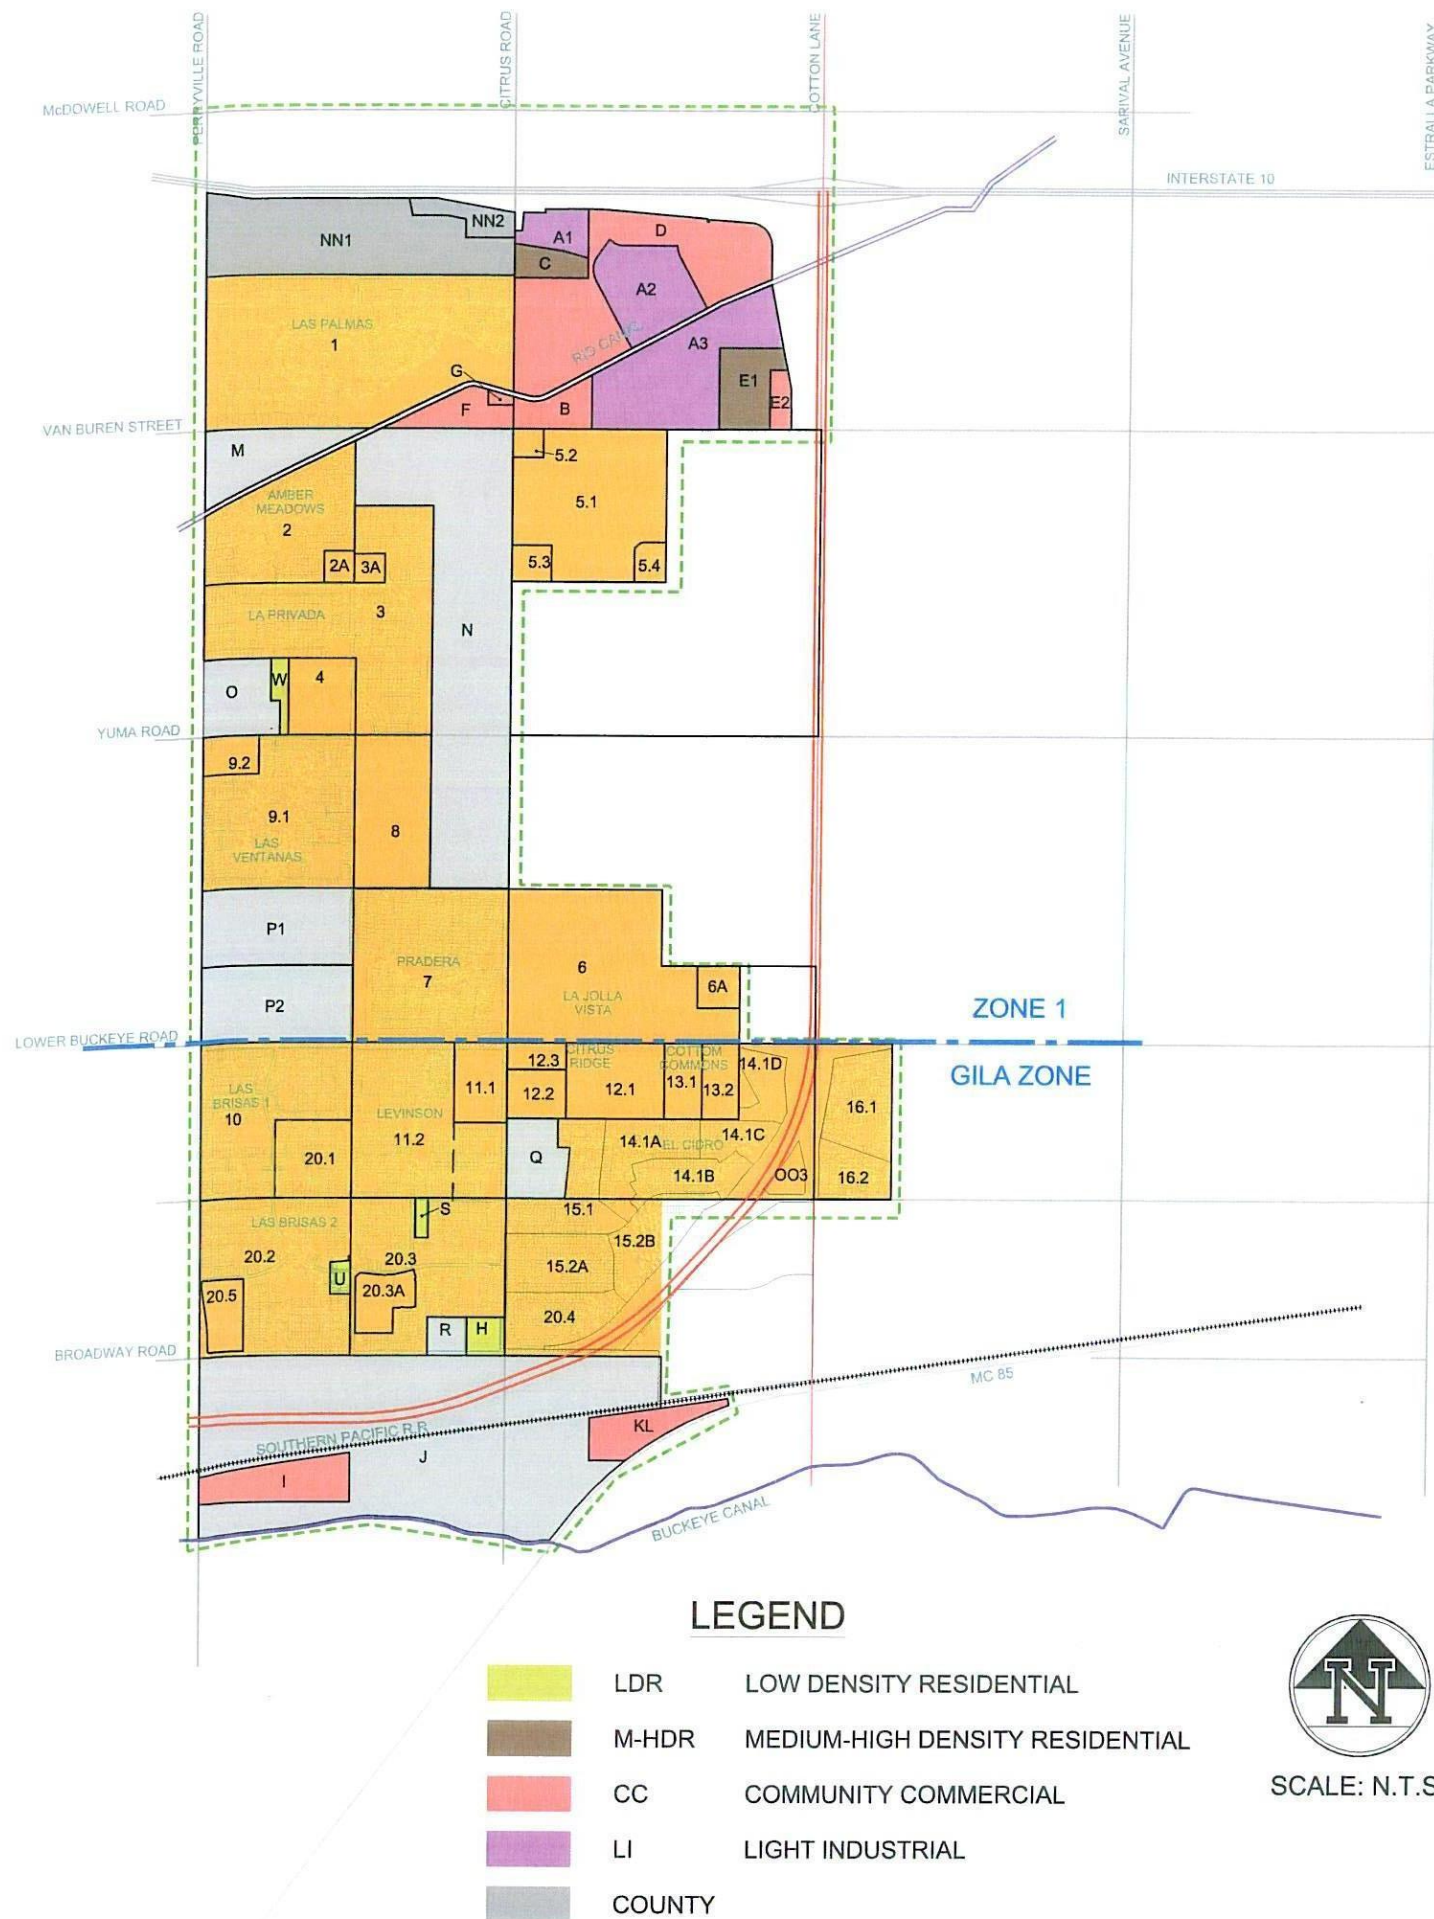 PERRYVILLE ROAD
CITRUS ROAD
COTTON LANE
SARIVAL AVENUE
ESTRALLA PARKWAY
McDOWELL ROAD
INTERSTATE 10
NN1
NN2
A1
D
C
A2
LAS PALMAS
1
RID CANAL
A3
G
E1
F
B
E2
VAN BUREN STREET
M
5.2
AMBER
MEADOWS
2
5.1
2A
3A
5.3
5.4
LA PRIVADA
3
N
O
W
4
YUMA ROAD
9.2
9.1
8
LAS
VENTANAS
P1
PRADERA
7
6
LA JOLLA
VISTA
6A
P2
ZONE 1
LOWER BUCKEYE ROAD
GILA ZONE
12.3
CITRUS
RIDGE
COTTOM
COMMONS
14.1D
LAS
BRISAS 1
10
11.1
12.2
12.1
13.1
13.2
16.1
LEVINSON
11.2
20.1
Q
14.1A
EL CIDRO
14.1C
14.1B
OO3
16.2
S
15.1
LAS BRISAS 2
20.2
20.3
15.2B
U
15.2A
20.5
20.3A
20.4
R
H
BROADWAY ROAD
MC 85
SOUTHERN PACIFIC R.R.
KL
J
I
BUCKEYE CANAL
LEGEND
LDR LOW DENSITY RESIDENTIAL
M-HDR MEDIUM-HIGH DENSITY RESIDENTIAL
CC COMMUNITY COMMERCIAL
LI LIGHT INDUSTRIAL
COUNTY
N
SCALE: N.T.S